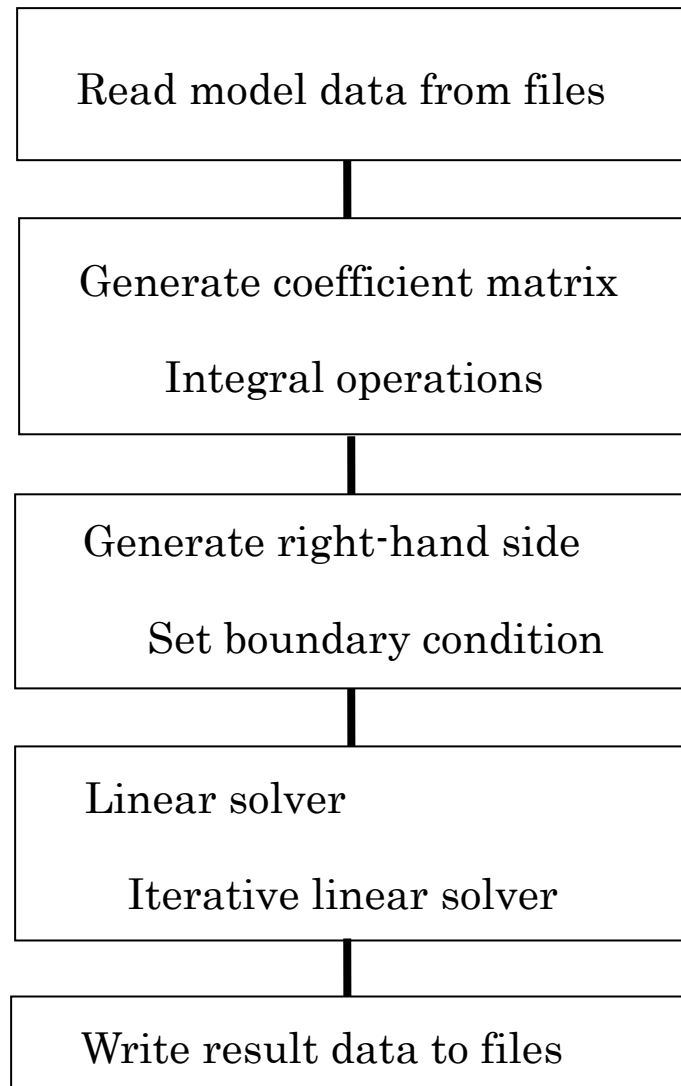 Read model data from files
Generate coefficient matrix
Integral operations
Generate right-hand side
Set boundary condition
Linear solver
Iterative linear solver
Write result data to files